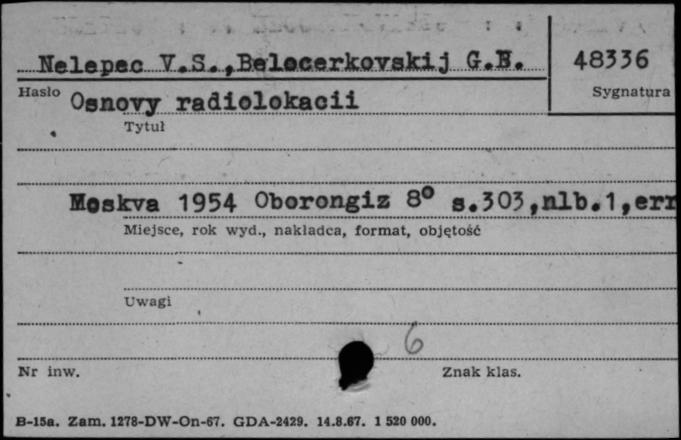 Nelepec V.S.,Belocerkovskij G.B. 48336
Hasło Sygnatura
Osnovy radiolokacii
Tytuł
Moskva 1954 Oborongiz 8° s.303,nlb.1,err
Miejsce, rok wyd., nakładca, format, objętość
Uwagi
6
Nr inw. Znak klas.
B-15a. Zam. 1278-DW-On-67. GDA-2429. 14.8.67. 1 520 000.